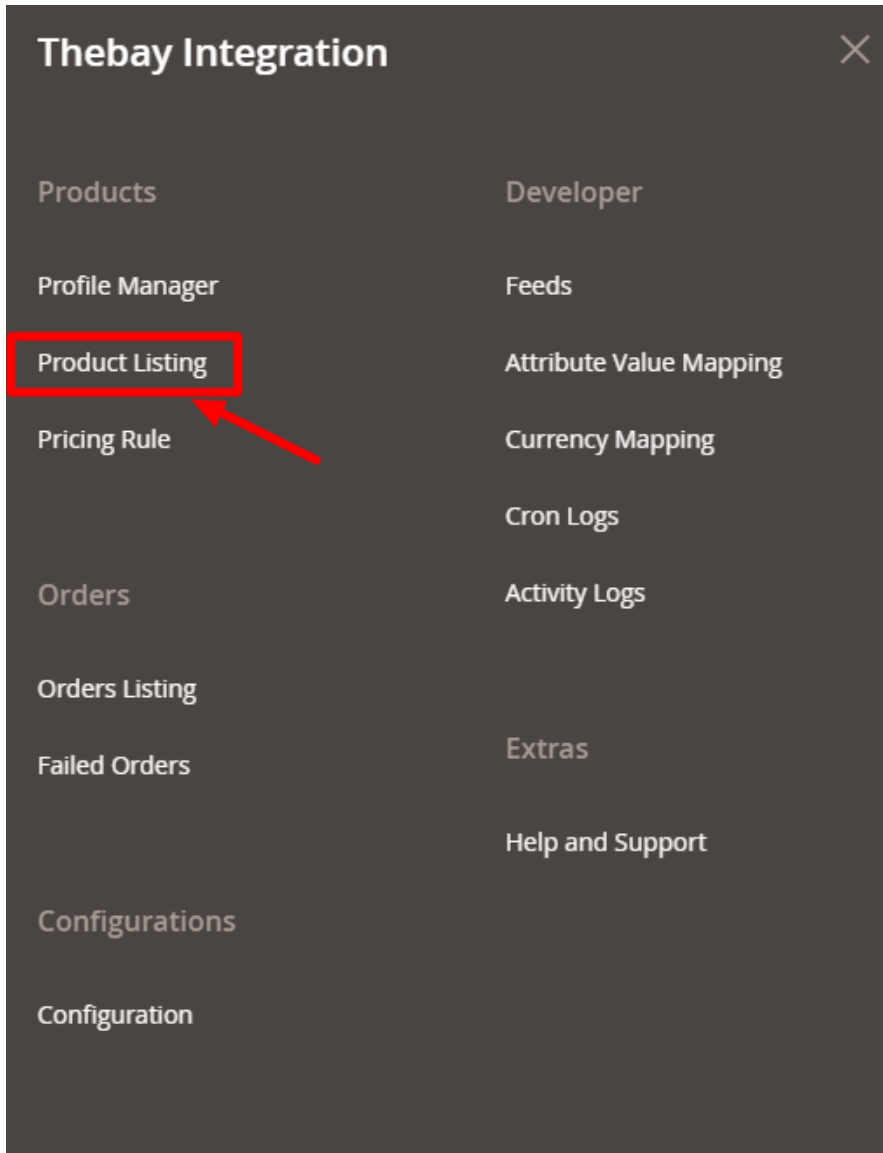 Thebay Integration
Products
Profile Manager
Product Listing
Pricing Rule
Orders
Orders Listing
Failed Orders
Configurations
Configuration
Developer
Feeds
Attribute Value Mapping
Currency Mapping
Cron Logs
Activity Logs
Extras
Help and Support